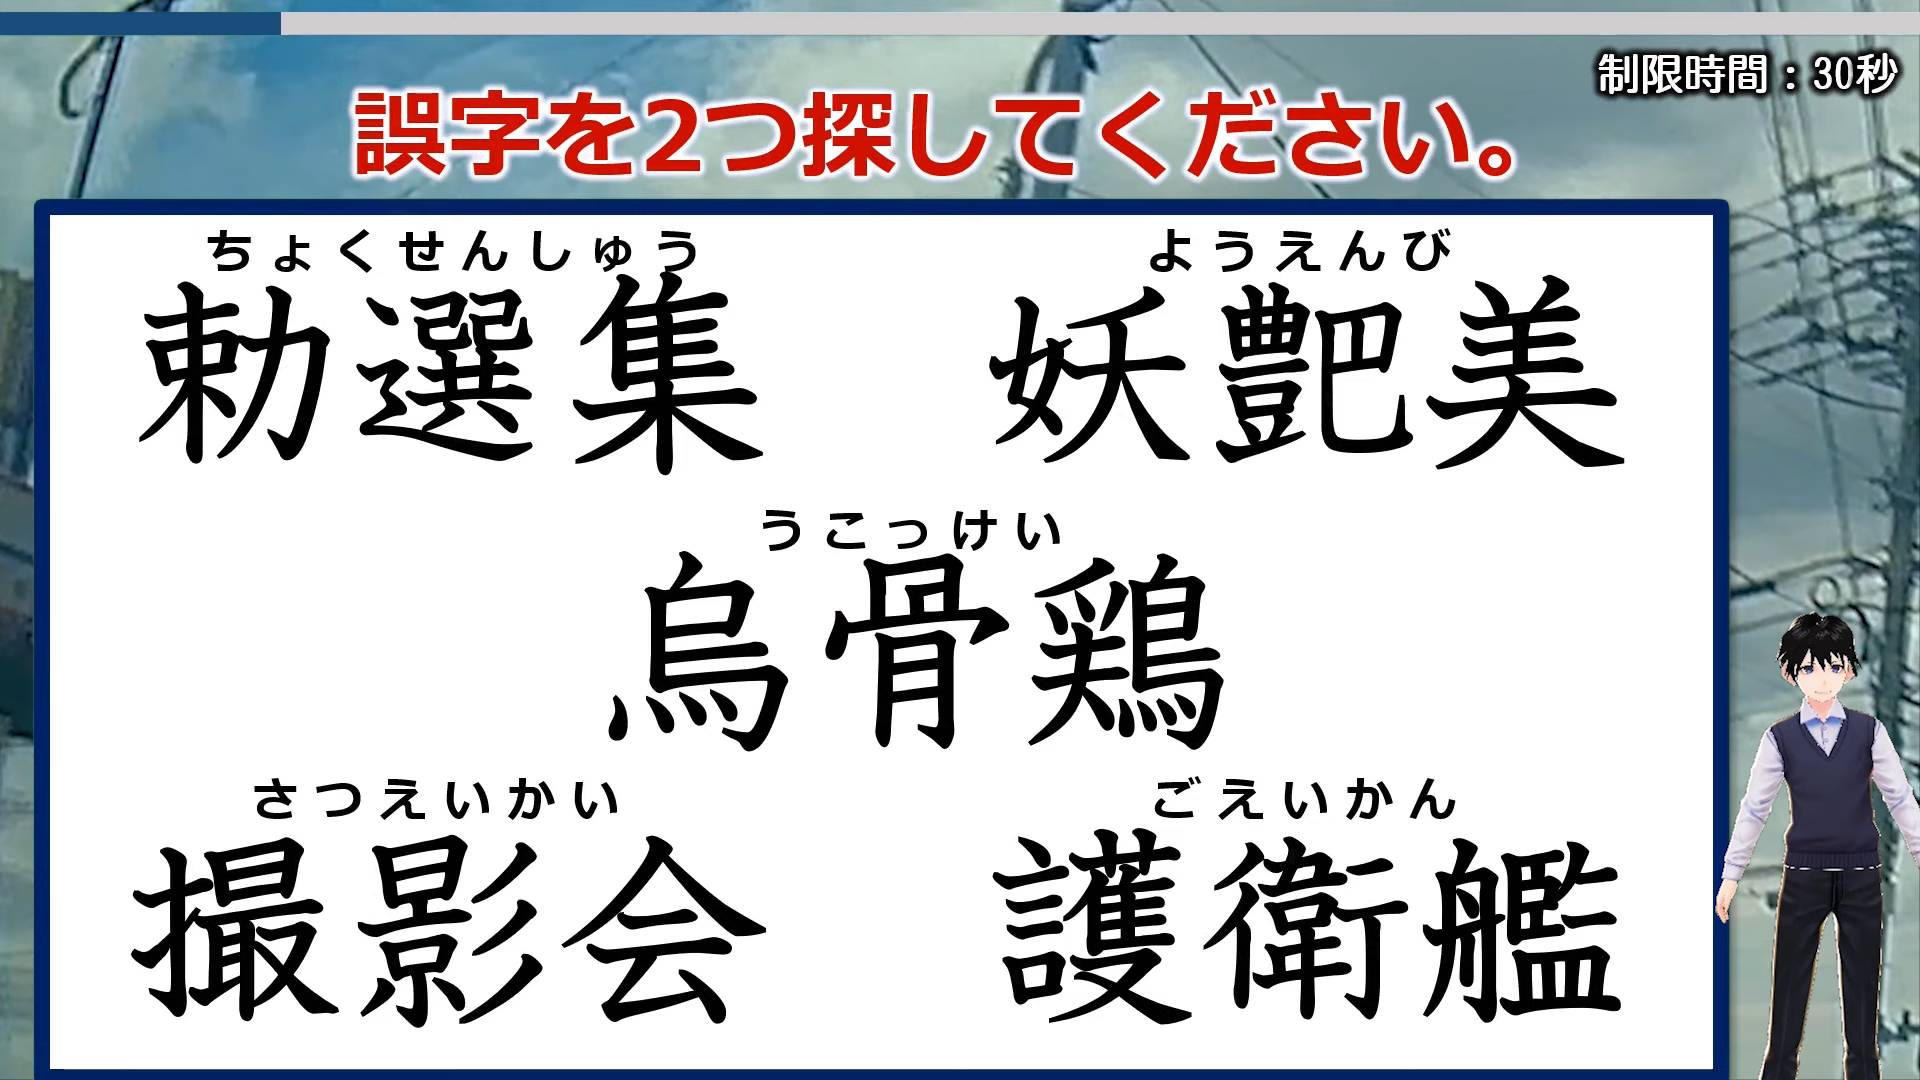 制限時間：30秒
誤字を2つ探してください。
ちょくせんしゅう
勅選集
ようえんび
妖艶美
うこっけい
烏骨鶏
さつえいかい
撮影会
ごえいかん
護衛艦